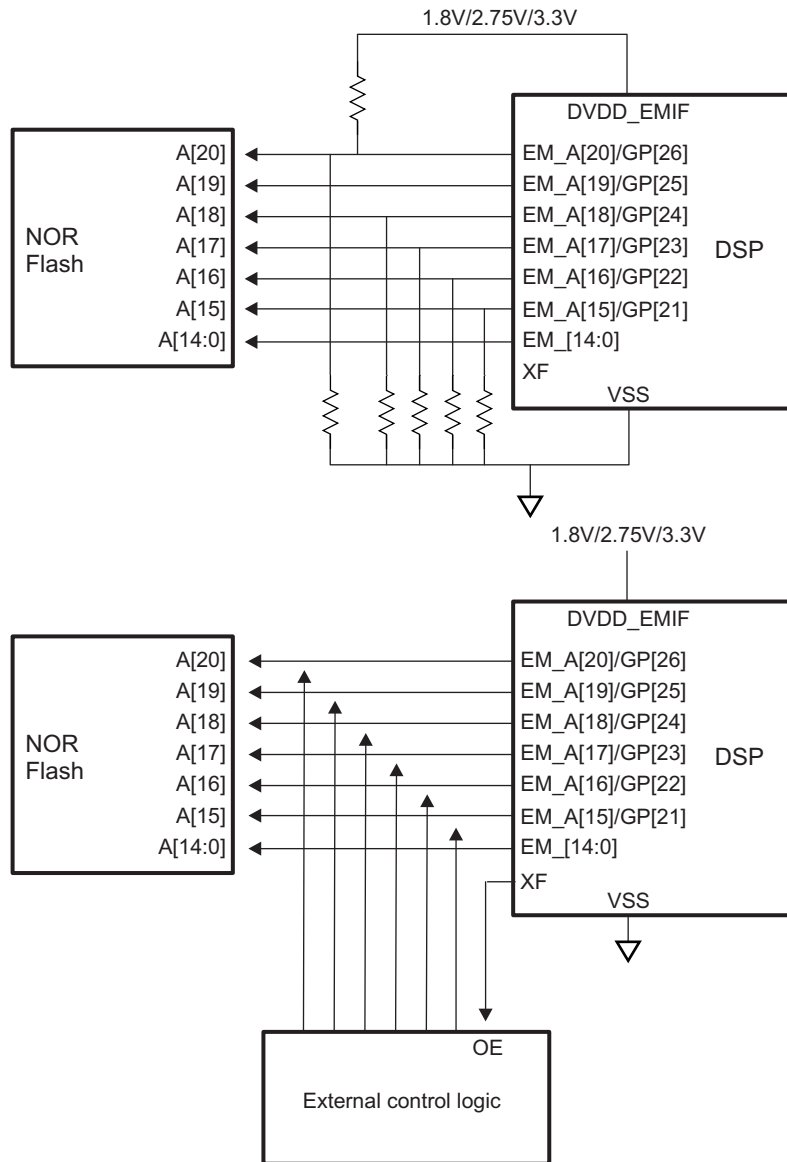 1.8V/2.75V/3.3V
DVDD_EMIF
A[20]
EM_A[20]/GP[26]
A[19]
EM_A[19]/GP[25]
A[18]
EM_A[18]/GP[24]
NOR
Flash
A[17]
EM_A[17]/GP[23]
DSP
A[16]
EM_A[16]/GP[22]
A[15]
EM_A[15]/GP[21]
A[14:0]
EM_[14:0]
XF
VSS
1.8V/2.75V/3.3V
DVDD_EMIF
A[20]
EM_A[20]/GP[26]
A[19]
EM_A[19]/GP[25]
A[18]
EM_A[18]/GP[24]
NOR
Flash
A[17]
EM_A[17]/GP[23]
DSP
A[16]
EM_A[16]/GP[22]
A[15]
EM_A[15]/GP[21]
A[14:0]
EM_[14:0]
XF
VSS
OE
External control logic